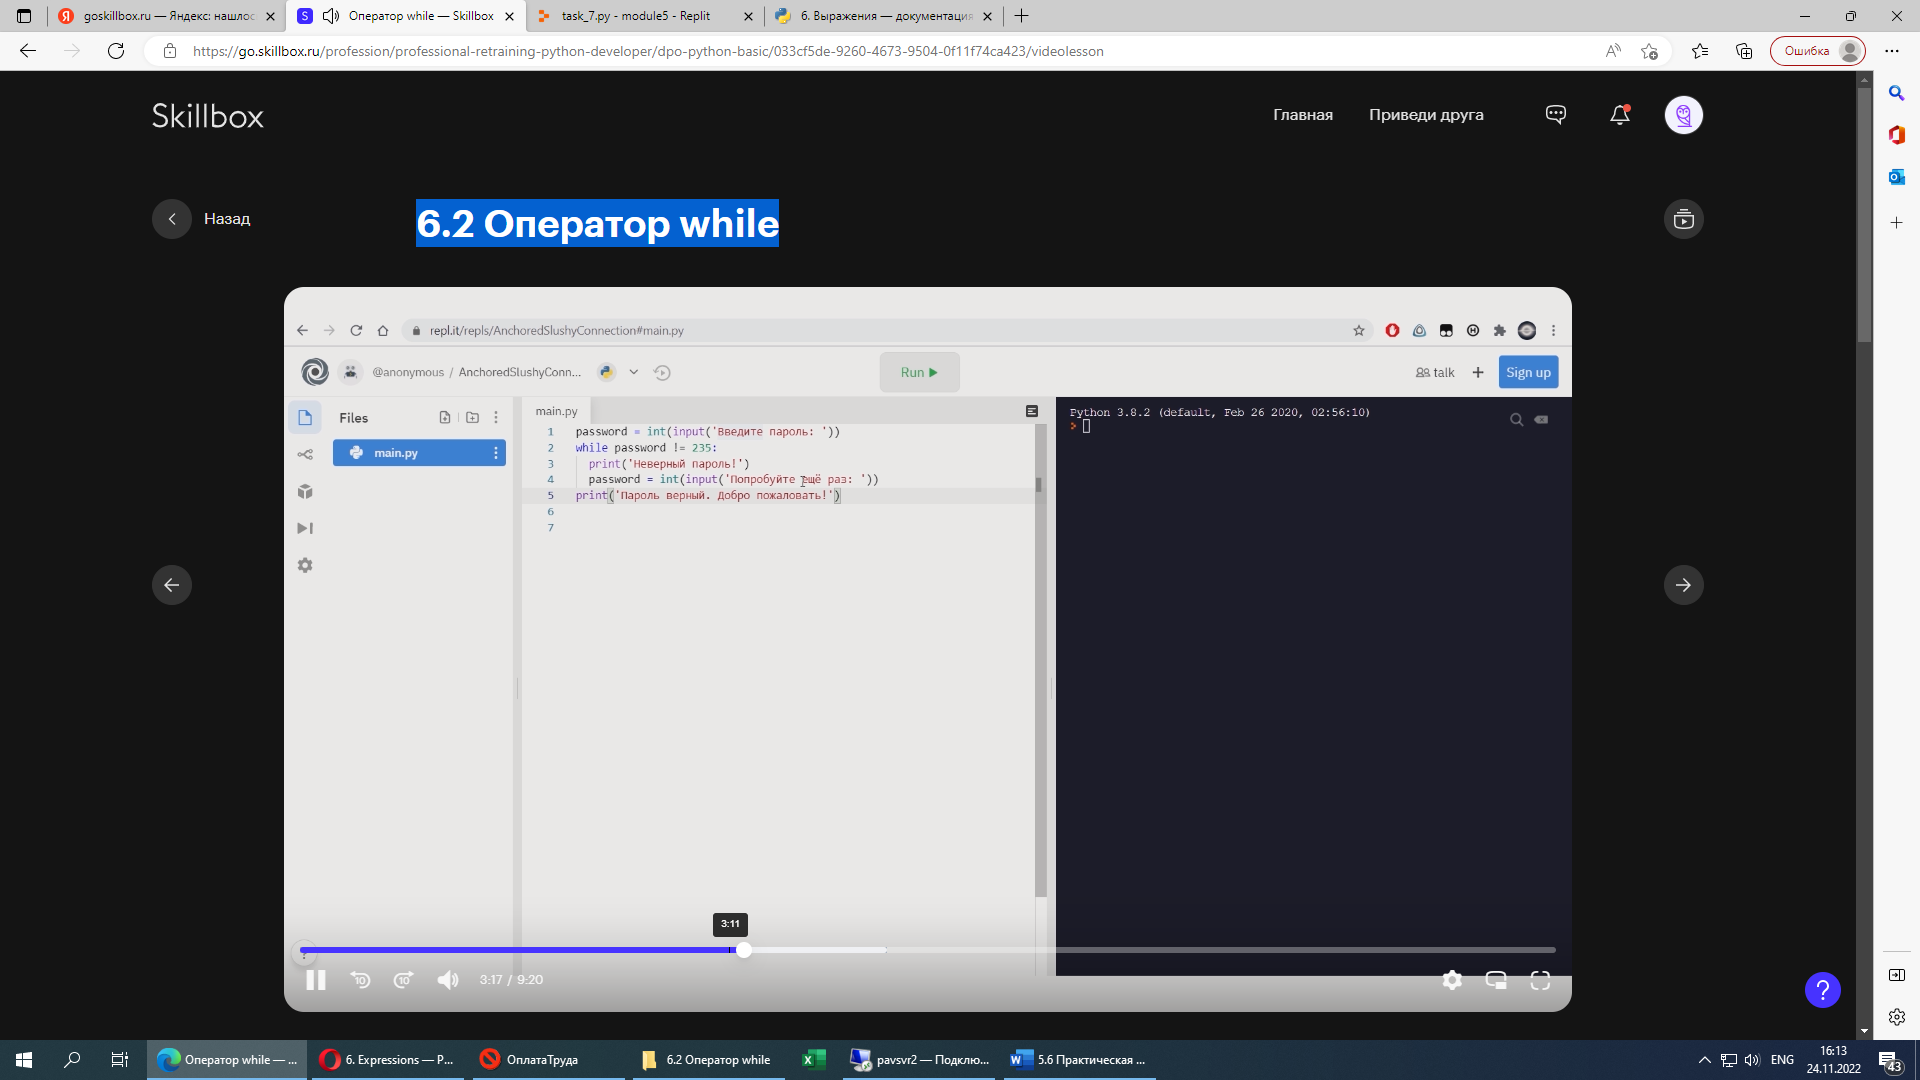 goskillbox.ru — Яндекс: нашлос
Оператор while — Skillbox
task_7.py - module5 - Replit
6. Выражения — документация
https://go.skillbox.ru/profession/professional-retraining-python-developer/dpo-python-basic/033cf5de-9260-4673-9504-0f11f74ca423/videolesson
Ошибка
Skillbox
Главная
Приведи друга
Назад
6.2 Оператор while
repl.it/repls/AnchoredSlushyConnection#main.py
@anonymous / AnchoredSlushyConn...
Run
talk
Sign up
Files
main.py
main.py
1 password = int(input('Введите пароль: '))
2 while password != 235:
3 print('Неверный пароль!')
4 password = int(input('Попробуйте ещё раз: '))
5 print('Пароль верный. Добро пожаловать!')
6
7
Python 3.8.2 (default, Feb 26 2020, 02:56:10)
3:11
10
10
3:17 / 9:20
?
Оператор while — ...
6. Expressions — P...
ОплатаТруда
6.2 Оператор while
pavsvr2 — Подклю...
5.6 Практическая ...
ENG
16:13
24.11.2022
43